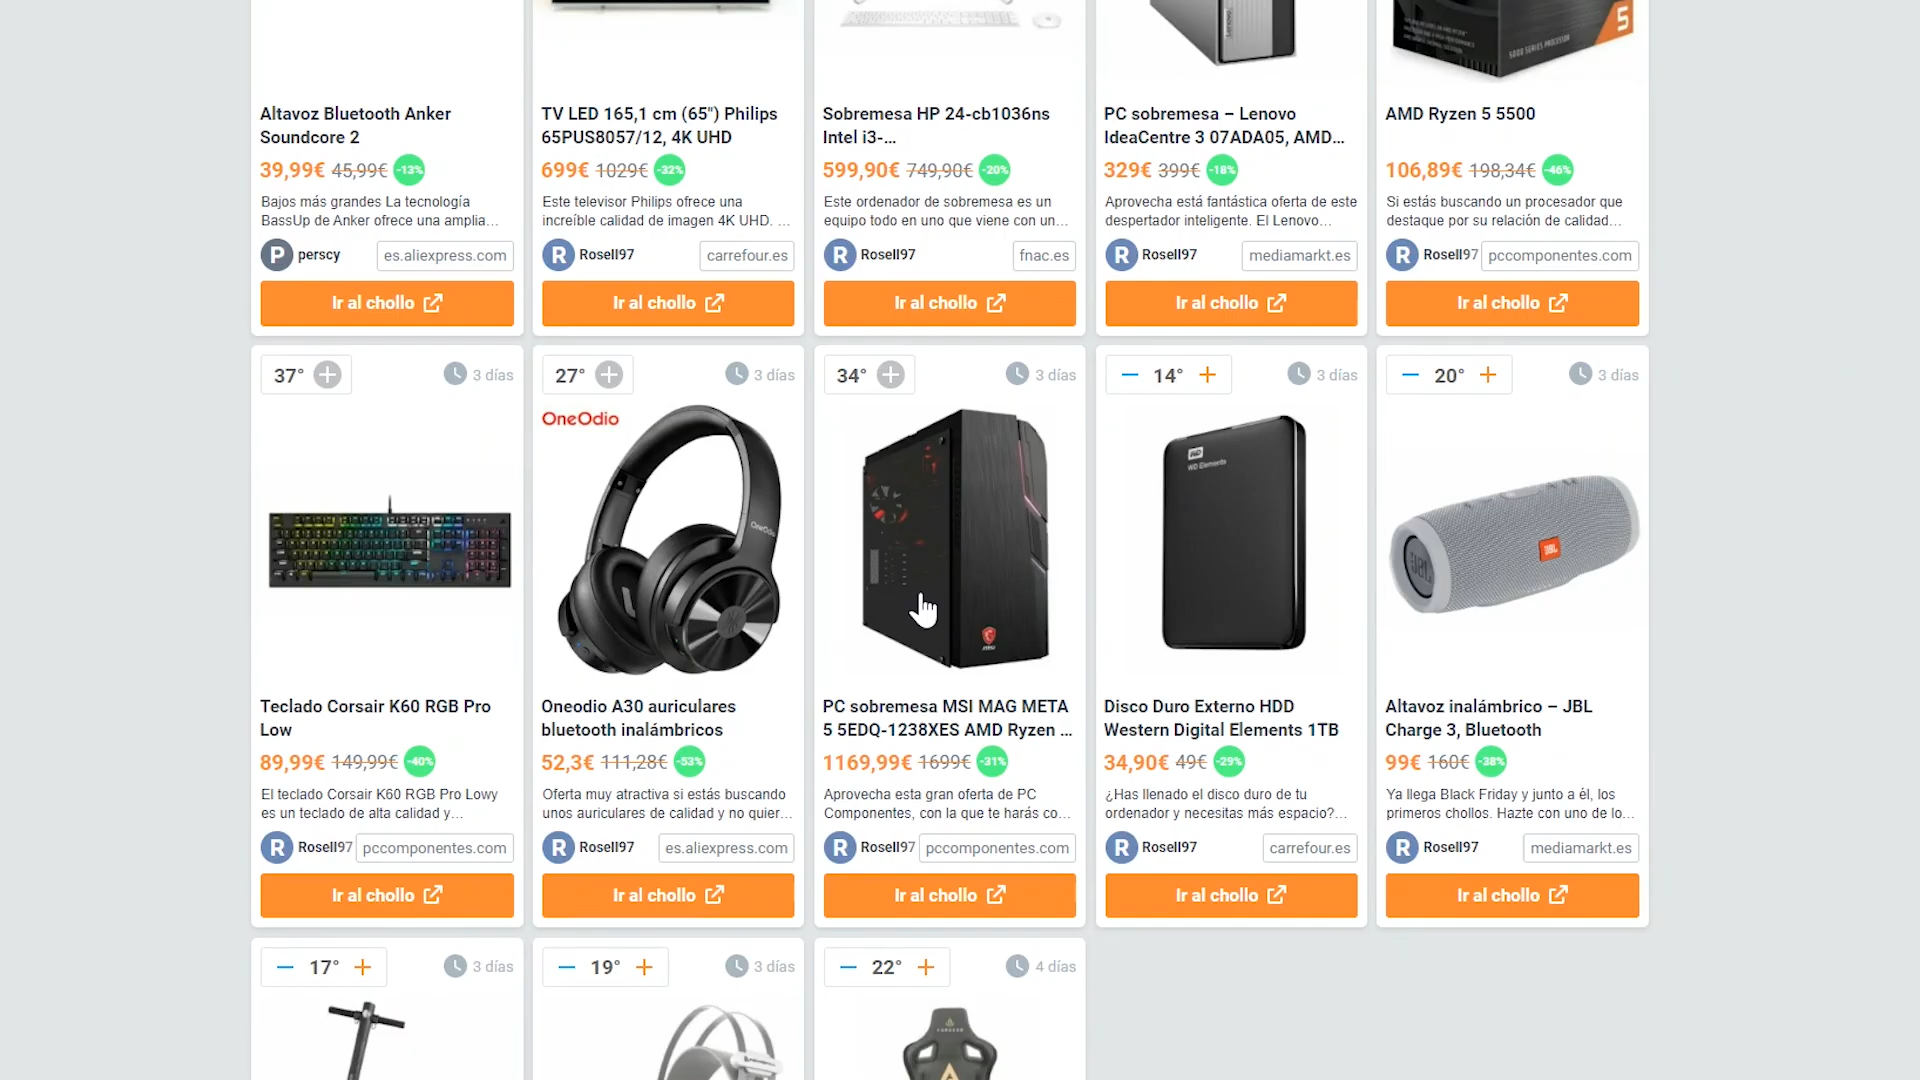 Lenovo
5000 SERIES PROCESSOR
5
Altavoz Bluetooth Anker
Soundcore 2
39,99€ 45,99€ -13%
Bajos más grandes La tecnología
BassUp de Anker ofrece una amplia…
P perscy es.aliexpress.com
Ir al chollo
TV LED 165,1 cm (65") Philips
65PUS8057/12, 4K UHD
699€ 1029€ -32%
Este televisor Philips ofrece una
increíble calidad de imagen 4K UHD. …
R Rosell97 carrefour.es
Ir al chollo
Sobremesa HP 24-cb1036ns
Intel i3-…
599,90€ 749,90€ -20%
Este ordenador de sobremesa es un
equipo todo en uno que viene con un…
R Rosell97 fnac.es
Ir al chollo
PC sobremesa – Lenovo
IdeaCentre 3 07ADA05, AMD…
329€ 399€ -18%
Aprovecha está fantástica oferta de este
despertador inteligente. El Lenovo…
R Rosell97 mediamarkt.es
Ir al chollo
AMD Ryzen 5 5500
106,89€ 198,34€ -46%
Si estás buscando un procesador que
destaque por su relación de calidad…
R Rosell97 pccomponentes.com
Ir al chollo
37° 3 días
Teclado Corsair K60 RGB Pro
Low
89,99€ 149,99€ -40%
El teclado Corsair K60 RGB Pro Lowy
es un teclado de alta calidad y…
R Rosell97 pccomponentes.com
Ir al chollo
27° 3 días
OneOdio
OneOdio
Oneodio A30 auriculares
bluetooth inalámbricos
52,3€ 111,28€ -53%
Oferta muy atractiva si estás buscando
unos auriculares de calidad y no quier…
R Rosell97 es.aliexpress.com
Ir al chollo
34° 3 días
msi
PC sobremesa MSI MAG META
5 5EDQ-1238XES AMD Ryzen …
1169,99€ 1699€ -31%
Aprovecha esta gran oferta de PC
Componentes, con la que te harás co…
R Rosell97 pccomponentes.com
Ir al chollo
14° 3 días
WD
WD Elements
Disco Duro Externo HDD
Western Digital Elements 1TB
34,90€ 49€ -29%
¿Has llenado el disco duro de tu
ordenador y necesitas más espacio?…
R Rosell97 carrefour.es
Ir al chollo
20° 3 días
JBL
JBL
Altavoz inalámbrico – JBL
Charge 3, Bluetooth
99€ 160€ -38%
Ya llega Black Friday y junto a él, los
primeros chollos. Hazte con uno de lo…
R Rosell97 mediamarkt.es
Ir al chollo
17° 3 días
19° 3 días
22° 4 días